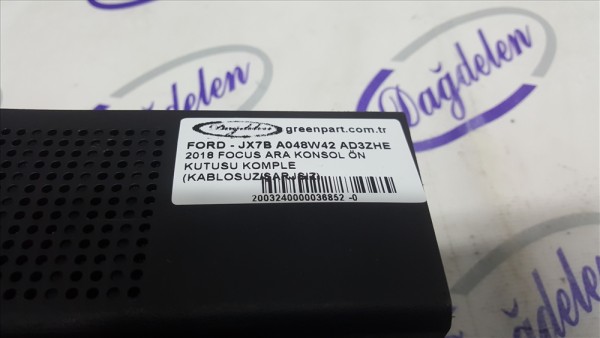 Dağdelen
Dağdelen
Dağdelen greenpart.com.tr
FORD - JX7B A048W42 AD3ZHE
2018 FOCUS ARA KONSOL ÖN
KUTUSU KOMPLE
(KABLOSUZ/ŞARJSIZ)
2003240000036852 -0